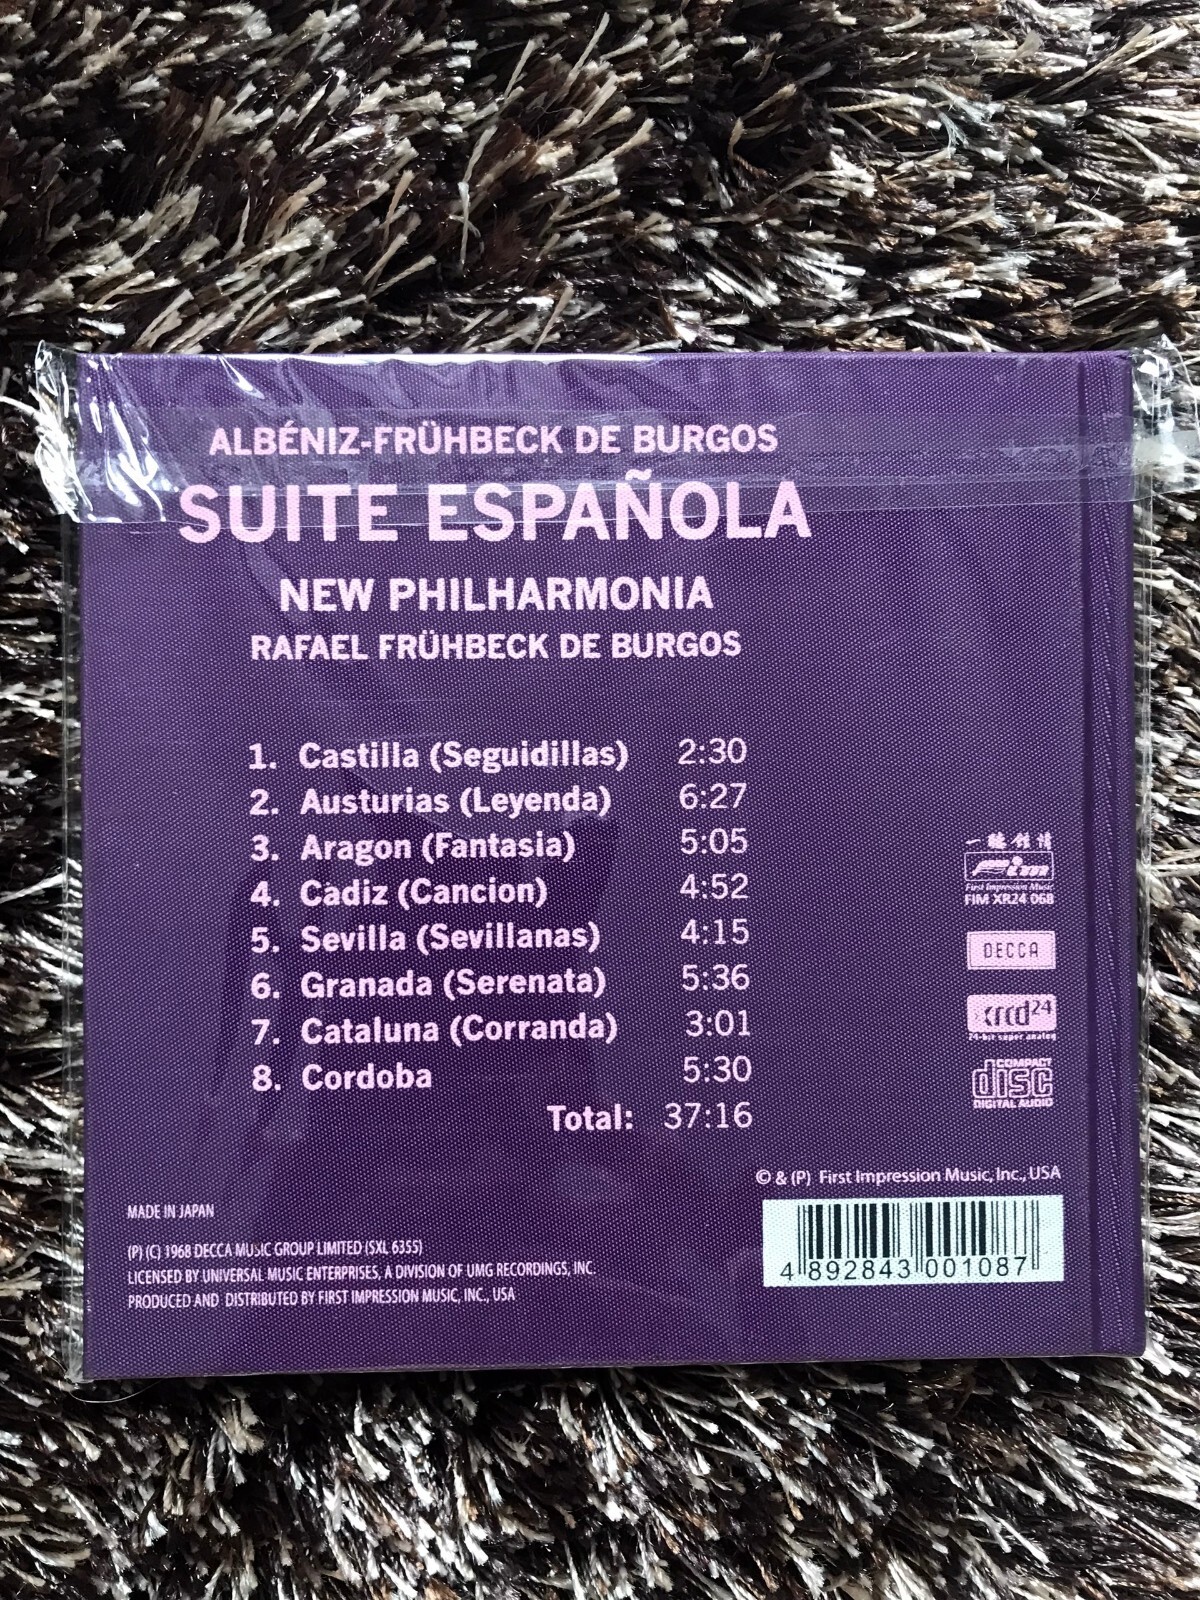 ALBÉNIZ-FRÜHBECK DE BURGOS
SUITE ESPAÑOLA
NEW PHILHARMONIA
RAFAEL FRÜHBECK DE BURGOS
1. Castilla (Seguidillas) 2:30
2. Austurias (Leyenda) 6:27
3. Aragon (Fantasia) 5:05
4. Cadiz (Cancion) 4:52
5. Sevilla (Sevillanas) 4:15
6. Granada (Serenata) 5:36
7. Cataluna (Corranda) 3:01
8. Cordoba 5:30
Total: 37:16
Fim
First Impression Music
FIM XR24 068
DECCA
xrcd24
24-bit super analog
COMPACT
disc
DIGITAL AUDIO
© & (P) First Impression Music, Inc., USA
MADE IN JAPAN
(P) (C) 1968 DECCA MUSIC GROUP LIMITED (SXL 6355)
LICENSED BY UNIVERSAL MUSIC ENTERPRISES, A DIVISION OF UMG RECORDINGS, INC.
PRODUCED AND DISTRIBUTED BY FIRST IMPRESSION MUSIC, INC., USA
4 892843 001087